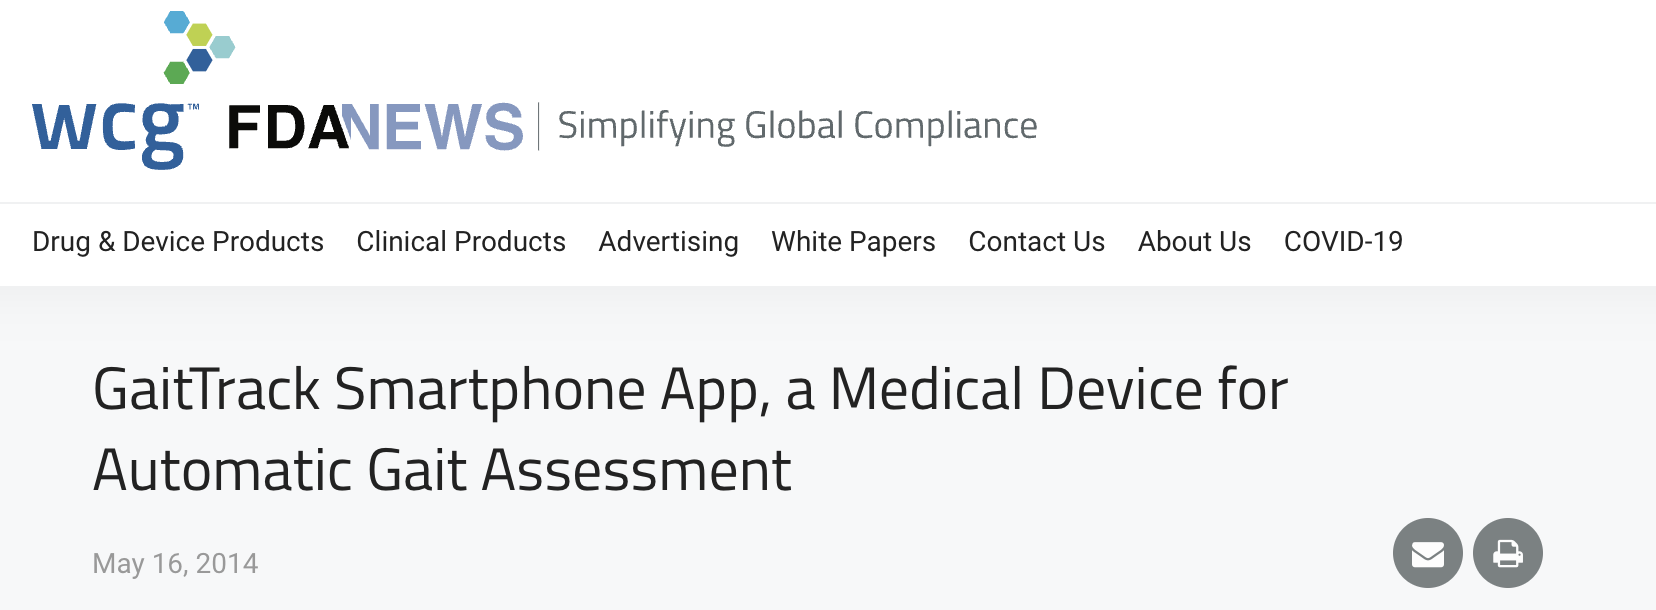 wcg™ FDANEWS Simplifying Global Compliance
Drug & Device Products Clinical Products Advertising White Papers Contact Us About Us COVID-19
GaitTrack Smartphone App, a Medical Device for
Automatic Gait Assessment
May 16, 2014